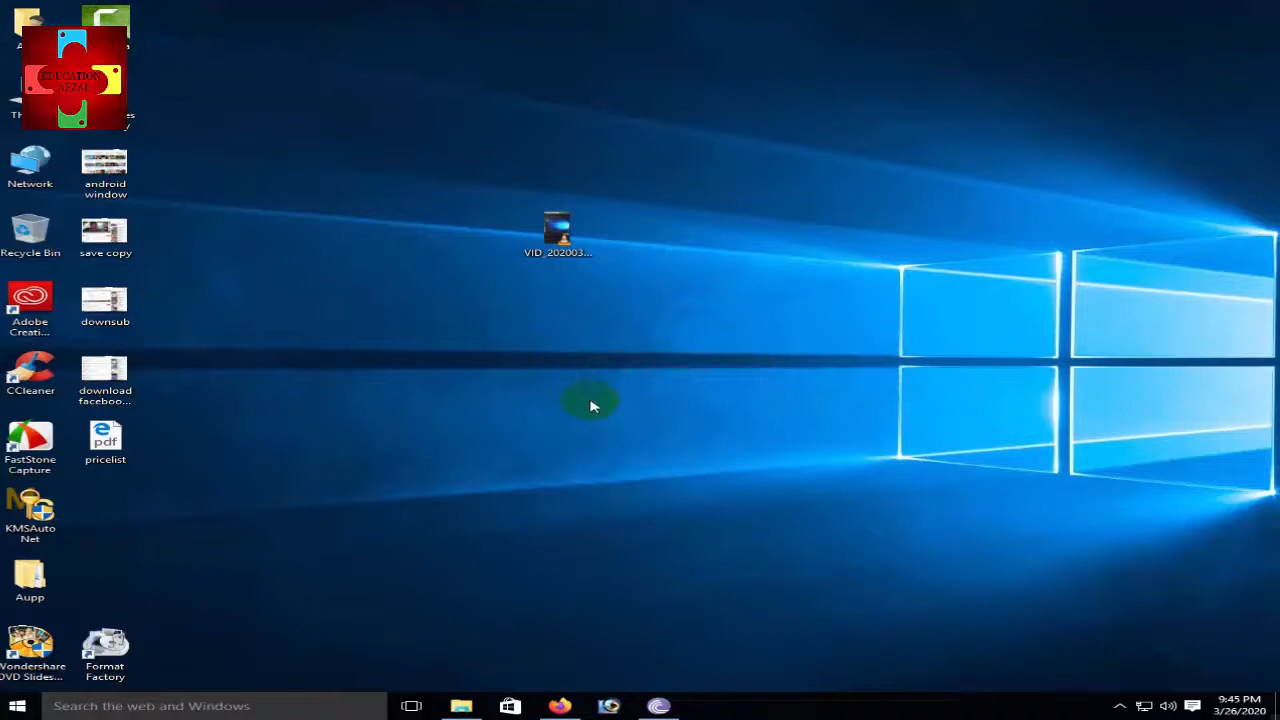 EDUCATION
AFZAL
Network
android
window
Recycle Bin
save copy
Adobe
Creati...
downsub
CCleaner
download
faceboo...
FastStone
Capture
pdf
pricelist
KMSAuto
Net
Aupp
Wondershare
DVD Slides...
Format
Factory
VID_202003...
Search the web and Windows
9:45 PM
3/26/2020